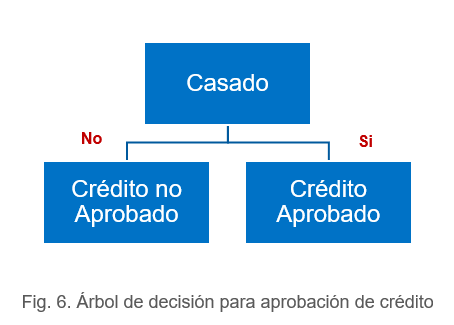 Casado
No
Si
Crédito no
Aprobado
Crédito
Aprobado
Fig. 6. Árbol de decisión para aprobación de crédito